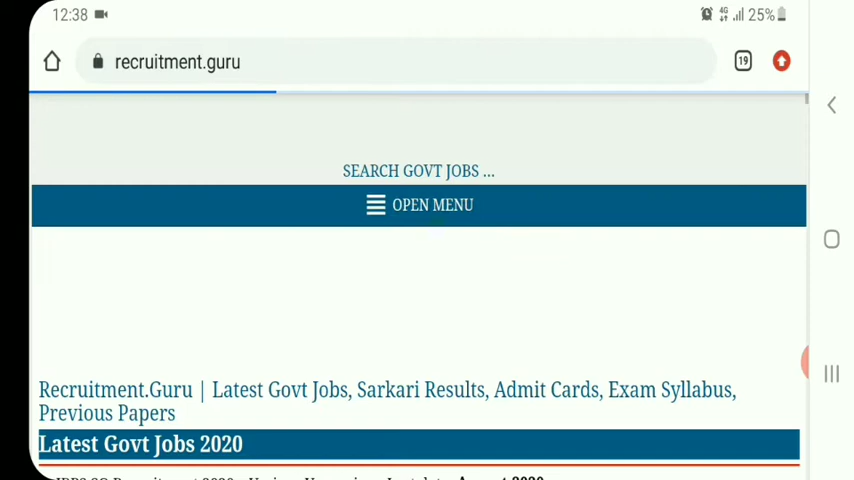 12:38
4G
25%
recruitment.guru
19
SEARCH GOVT JOBS ...
OPEN MENU
Recruitment.Guru | Latest Govt Jobs, Sarkari Results, Admit Cards, Exam Syllabus,
Previous Papers
Latest Govt Jobs 2020